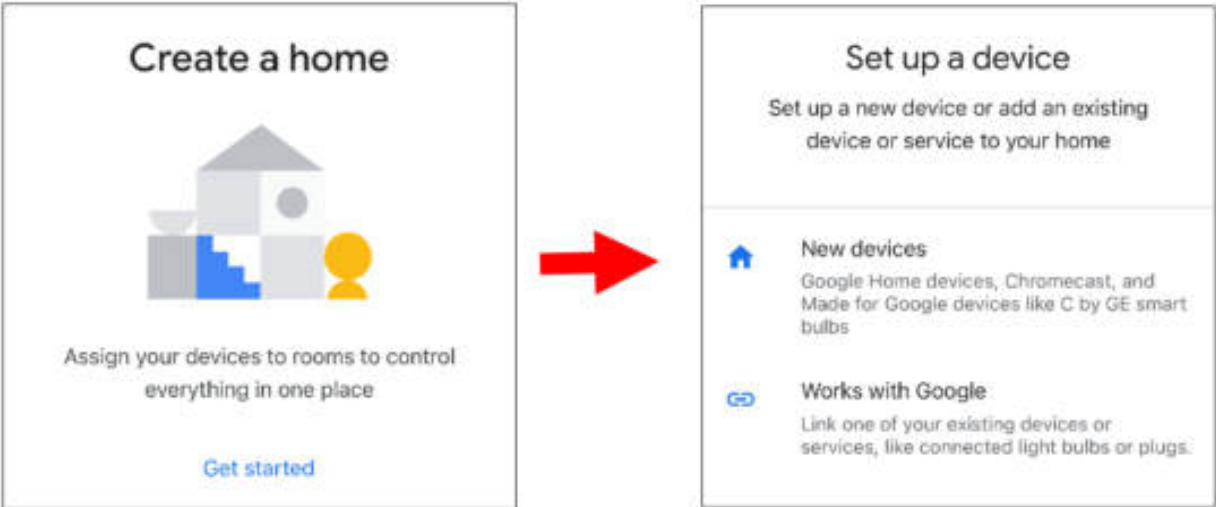 Create a home
Assign your devices to rooms to control
everything in one place
Get started
Set up a device
Set up a new device or add an existing
device or service to your home
New devices
Google Home devices, Chromecast, and
Made for Google devices like C by GE smart
bulbs
Works with Google
Link one of your existing devices or
services, like connected light bulbs or plugs.